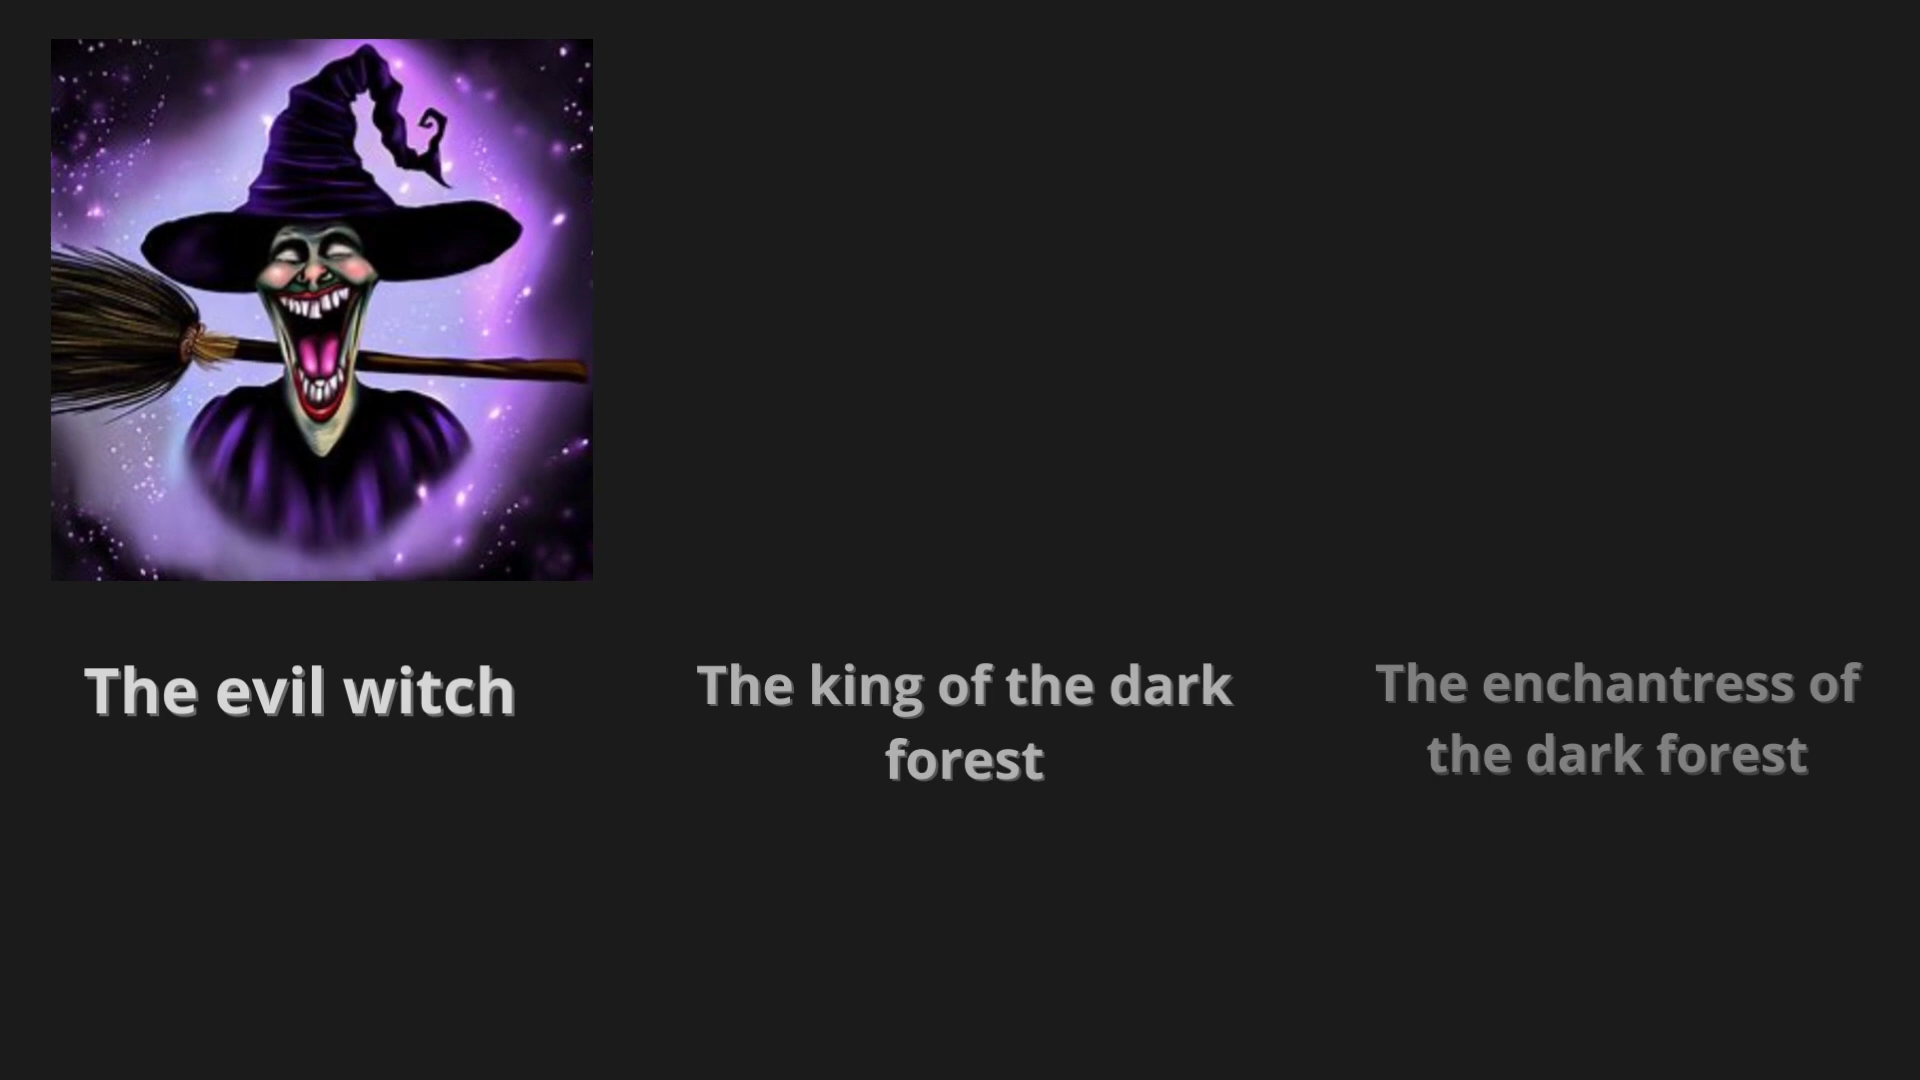 The evil witch
The king of the dark
forest
The enchantress of
the dark forest